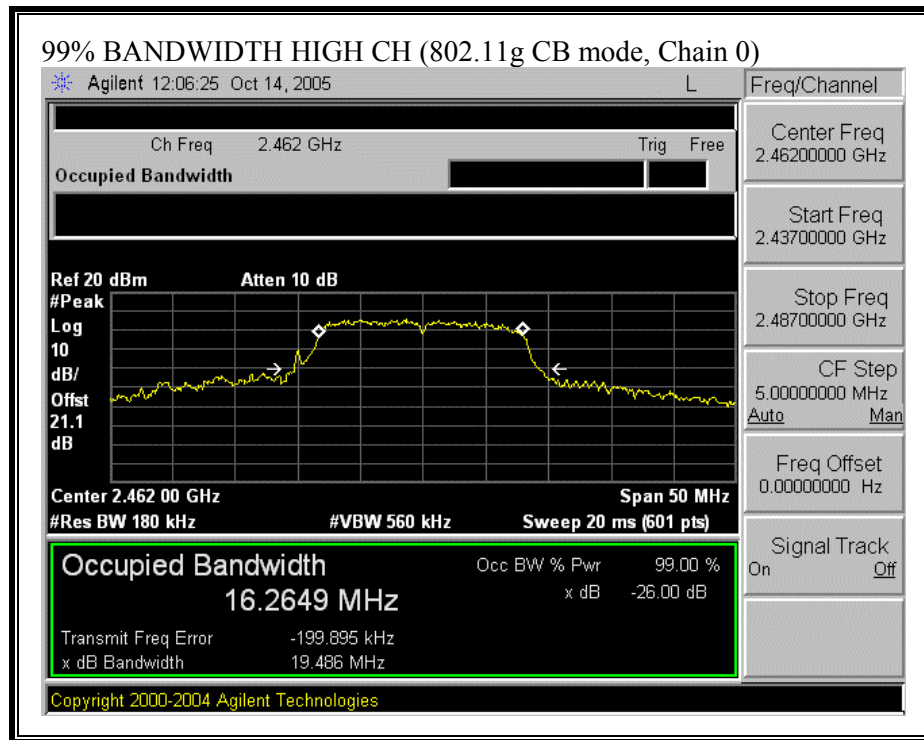 99% BANDWIDTH HIGH CH (802.11g CB mode, Chain 0)
Agilent 12:06:25 Oct 14, 2005 L
Freq/Channel
Ch Freq 2.462 GHz Trig Free
Occupied Bandwidth
Center Freq
2.46200000 GHz
Start Freq
2.43700000 GHz
Stop Freq
2.48700000 GHz
CF Step
5.00000000 MHz
Auto Man
Freq Offset
0.00000000 Hz
Signal Track
On Off
Ref 20 dBm Atten 10 dB
#Peak
Log
10
dB/
Offst
21.1
dB
Center 2.462 00 GHz Span 50 MHz
#Res BW 180 kHz #VBW 560 kHz Sweep 20 ms (601 pts)
Occupied Bandwidth Occ BW % Pwr 99.00 %
16.2649 MHz x dB -26.00 dB
Transmit Freq Error -199.895 kHz
x dB Bandwidth 19.486 MHz
Copyright 2000-2004 Agilent Technologies